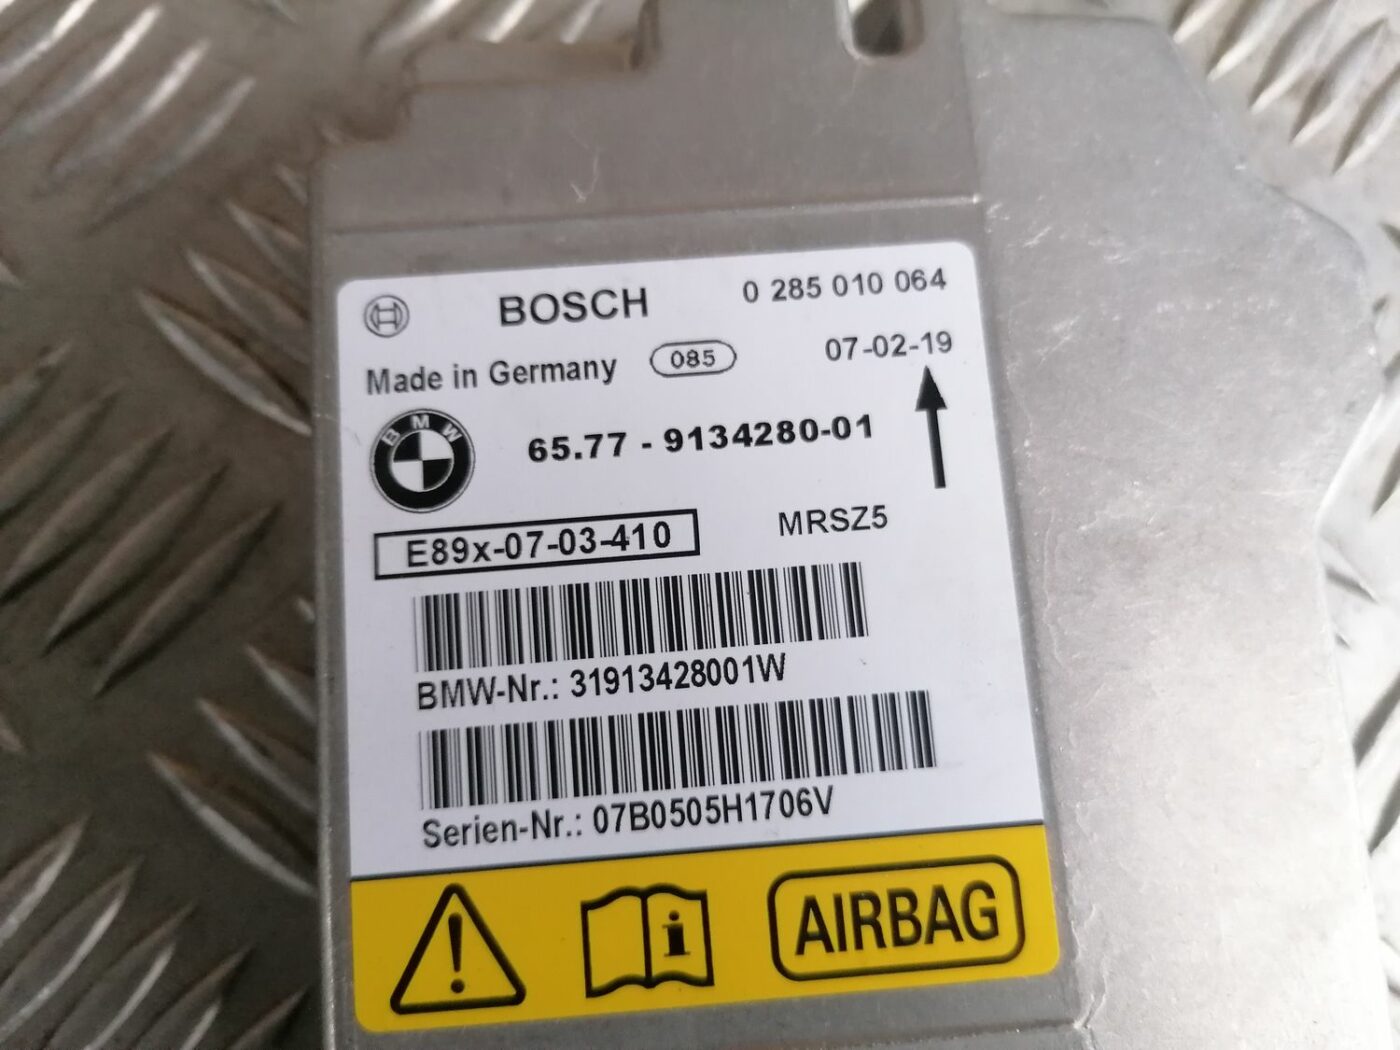 BOSCH 0 285 010 064
Made in Germany 085 07-02-19
BMW 65.77 - 9134280-01
E89x-07-03-410 MRSZ5
BMW-Nr.: 31913428001W
Serien-Nr.: 07B0505H1706V
! i AIRBAG